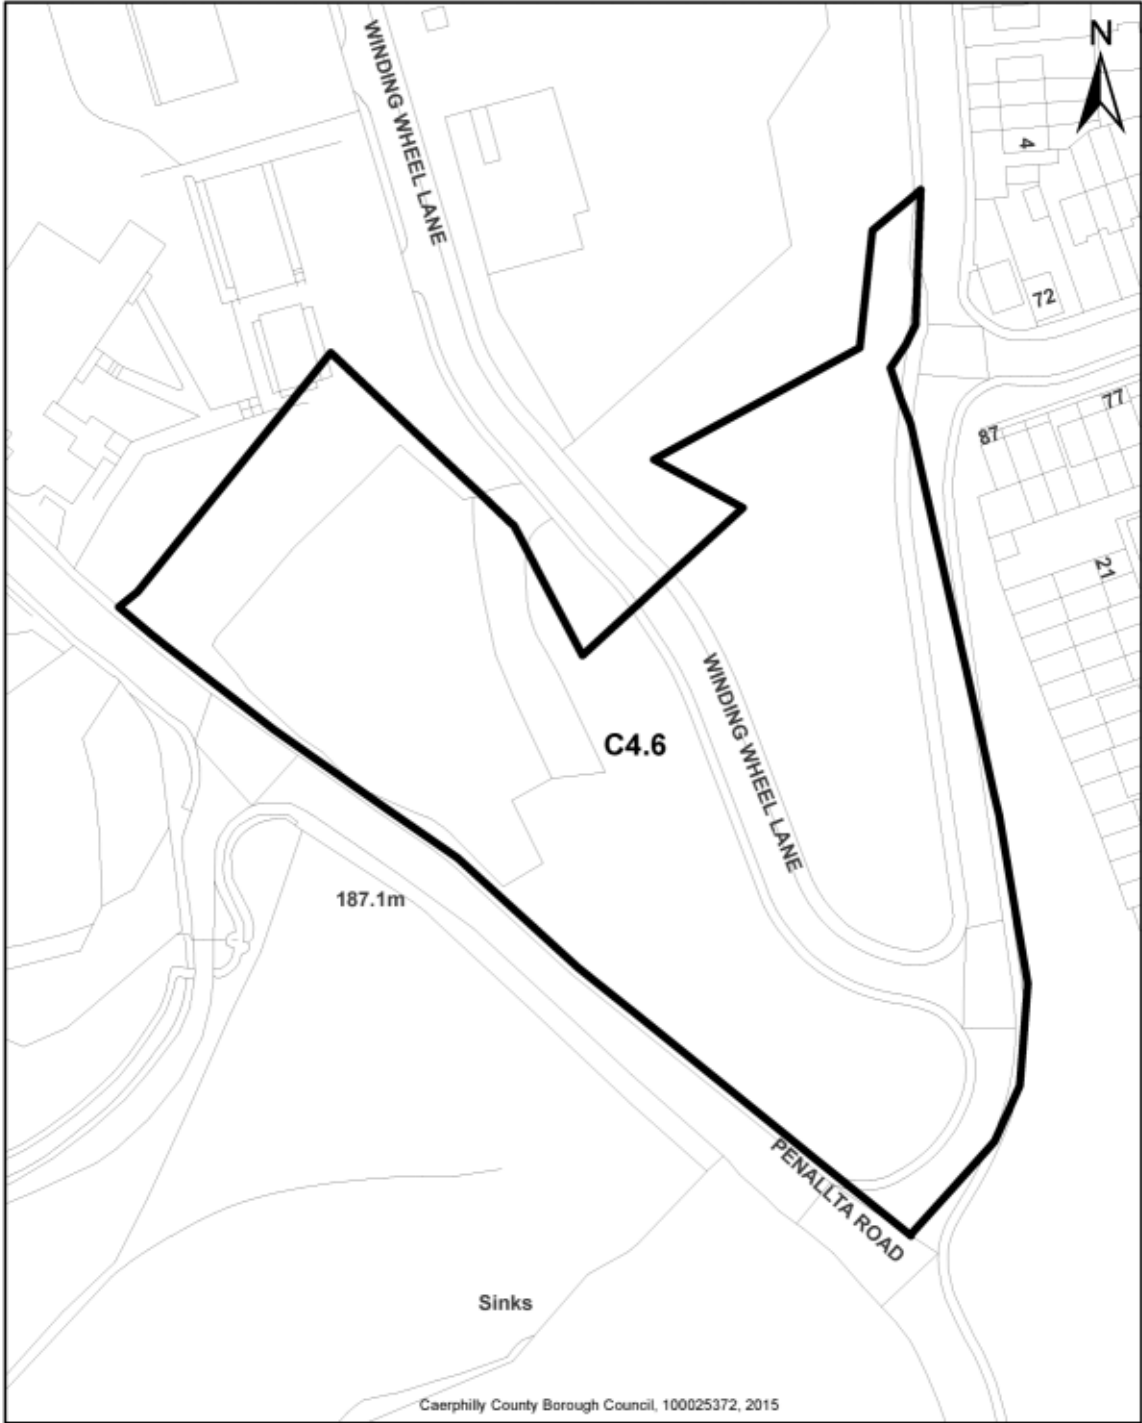 N
WINDING WHEEL LANE
4
72
77
87
21
WINDING WHEEL LANE
C4.6
187.1m
PENALLTA ROAD
Sinks
Caerphilly County Borough Council, 100025372, 2015